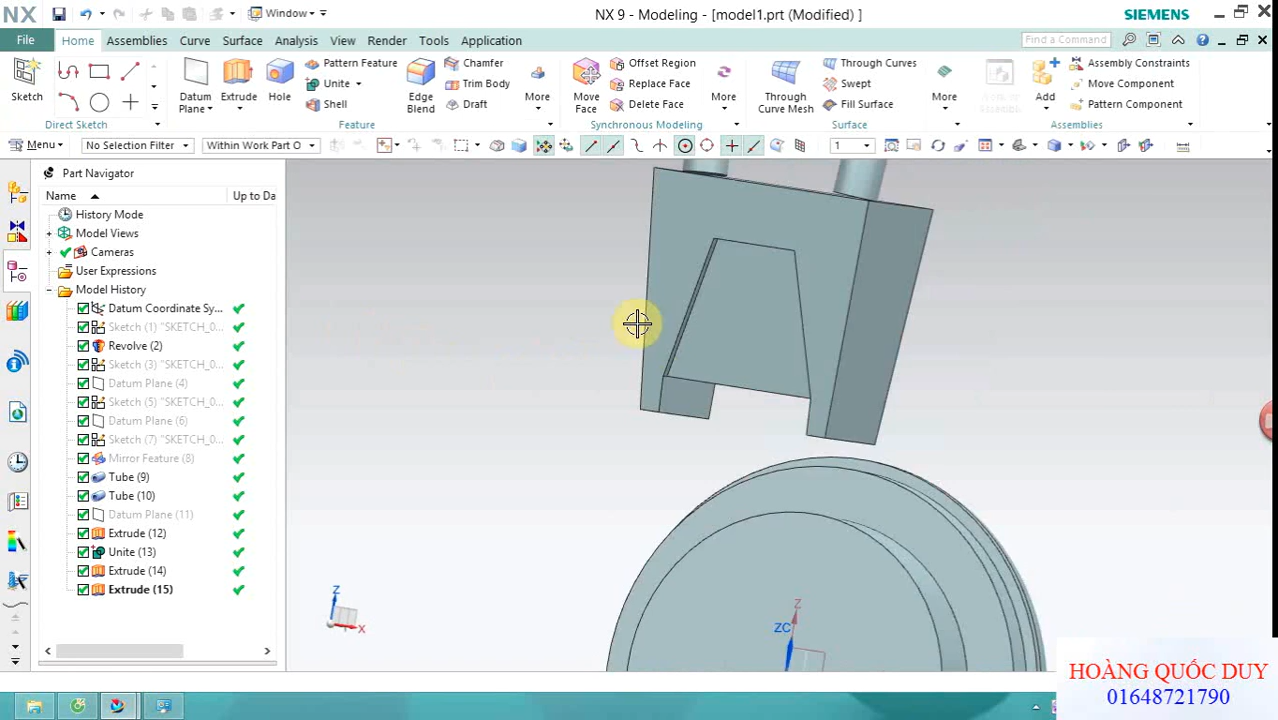 NX
Window
NX 9 - Modeling - [model1.prt (Modified) ]
SIEMENS
File
Home
Assemblies
Curve
Surface
Analysis
View
Render
Tools
Application
Find a Command
Sketch
Direct Sketch
Datum
Plane
Extrude
Hole
Pattern Feature
Unite
Shell
Edge
Blend
Chamfer
Trim Body
Draft
More
Feature
Move
Face
Offset Region
Replace Face
Delete Face
More
Synchronous Modeling
Through
Curve Mesh
Through Curves
Swept
Fill Surface
More
Surface
Add
Assembly Constraints
Move Component
Pattern Component
Assemblies
Menu
No Selection Filter
Within Work Part O
1
Part Navigator
Name
Up to Da
History Mode
Model Views
Cameras
User Expressions
Model History
Datum Coordinate Sy...
Sketch (1) "SKETCH_0...
Revolve (2)
Sketch (3) "SKETCH_0...
Datum Plane (4)
Sketch (5) "SKETCH_0...
Datum Plane (6)
Sketch (7) "SKETCH_0...
Mirror Feature (8)
Tube (9)
Tube (10)
Datum Plane (11)
Extrude (12)
Unite (13)
Extrude (14)
Extrude (15)
Z
X
Z
ZC
HOÀNG QUỐC DUY
01648721790